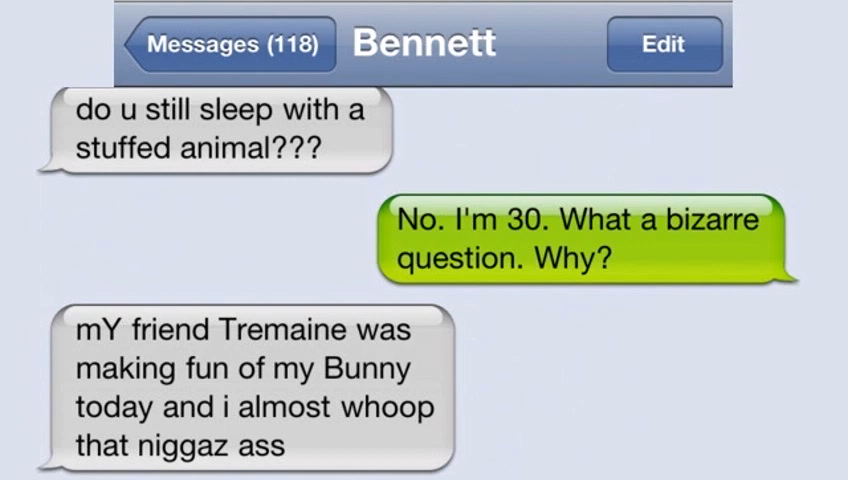 Messages (118) Bennett Edit
do u still sleep with a
stuffed animal???
No. I'm 30. What a bizarre
question. Why?
mY friend Tremaine was
making fun of my Bunny
today and i almost whoop
that niggaz ass